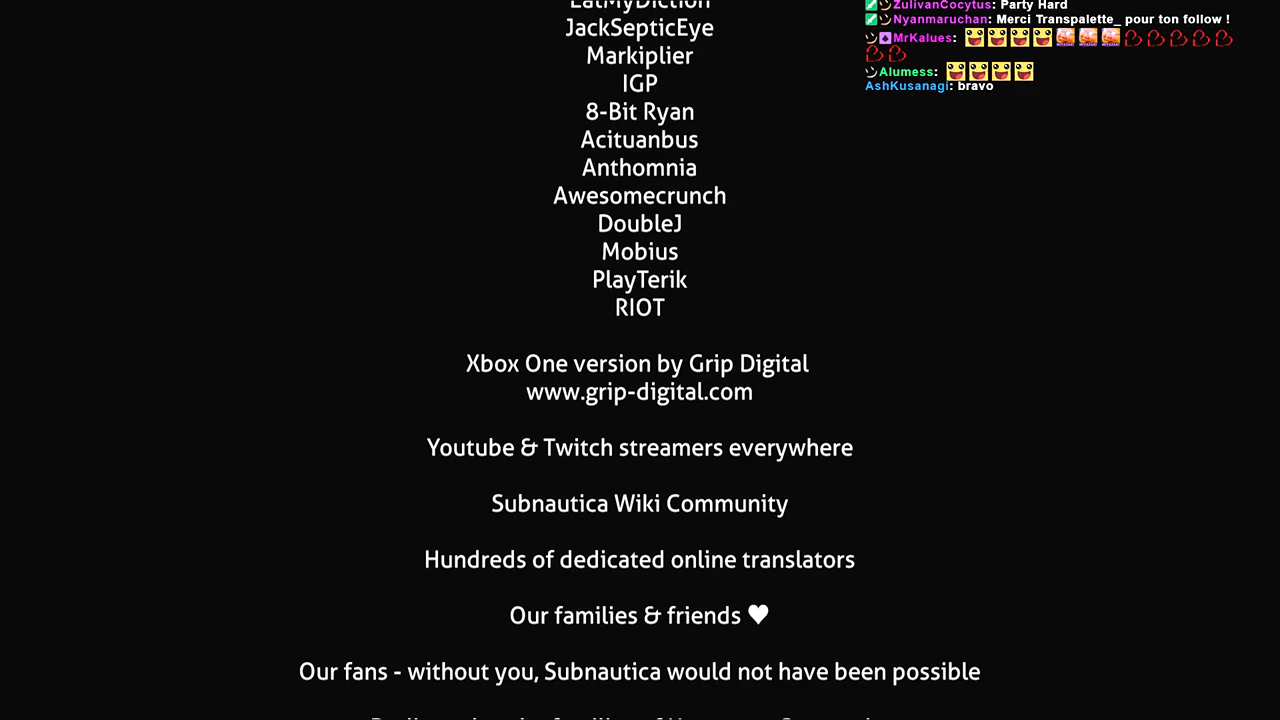 EatMyDiction
JackSepticEye
Markiplier
IGP
8-Bit Ryan
Acituanbus
Anthomnia
Awesomecrunch
DoubleJ
Mobius
PlayTerik
RIOT
Xbox One version by Grip Digital
www.grip-digital.com
Youtube & Twitch streamers everywhere
Subnautica Wiki Community
Hundreds of dedicated online translators
Our families & friends ♥
Our fans - without you, Subnautica would not have been possible
ZulivanCocytus: Party Hard
Nyanmaruchan: Merci Transpalette_ pour ton follow !
MrKalues:
Alumess:
AshKusanagi: bravo